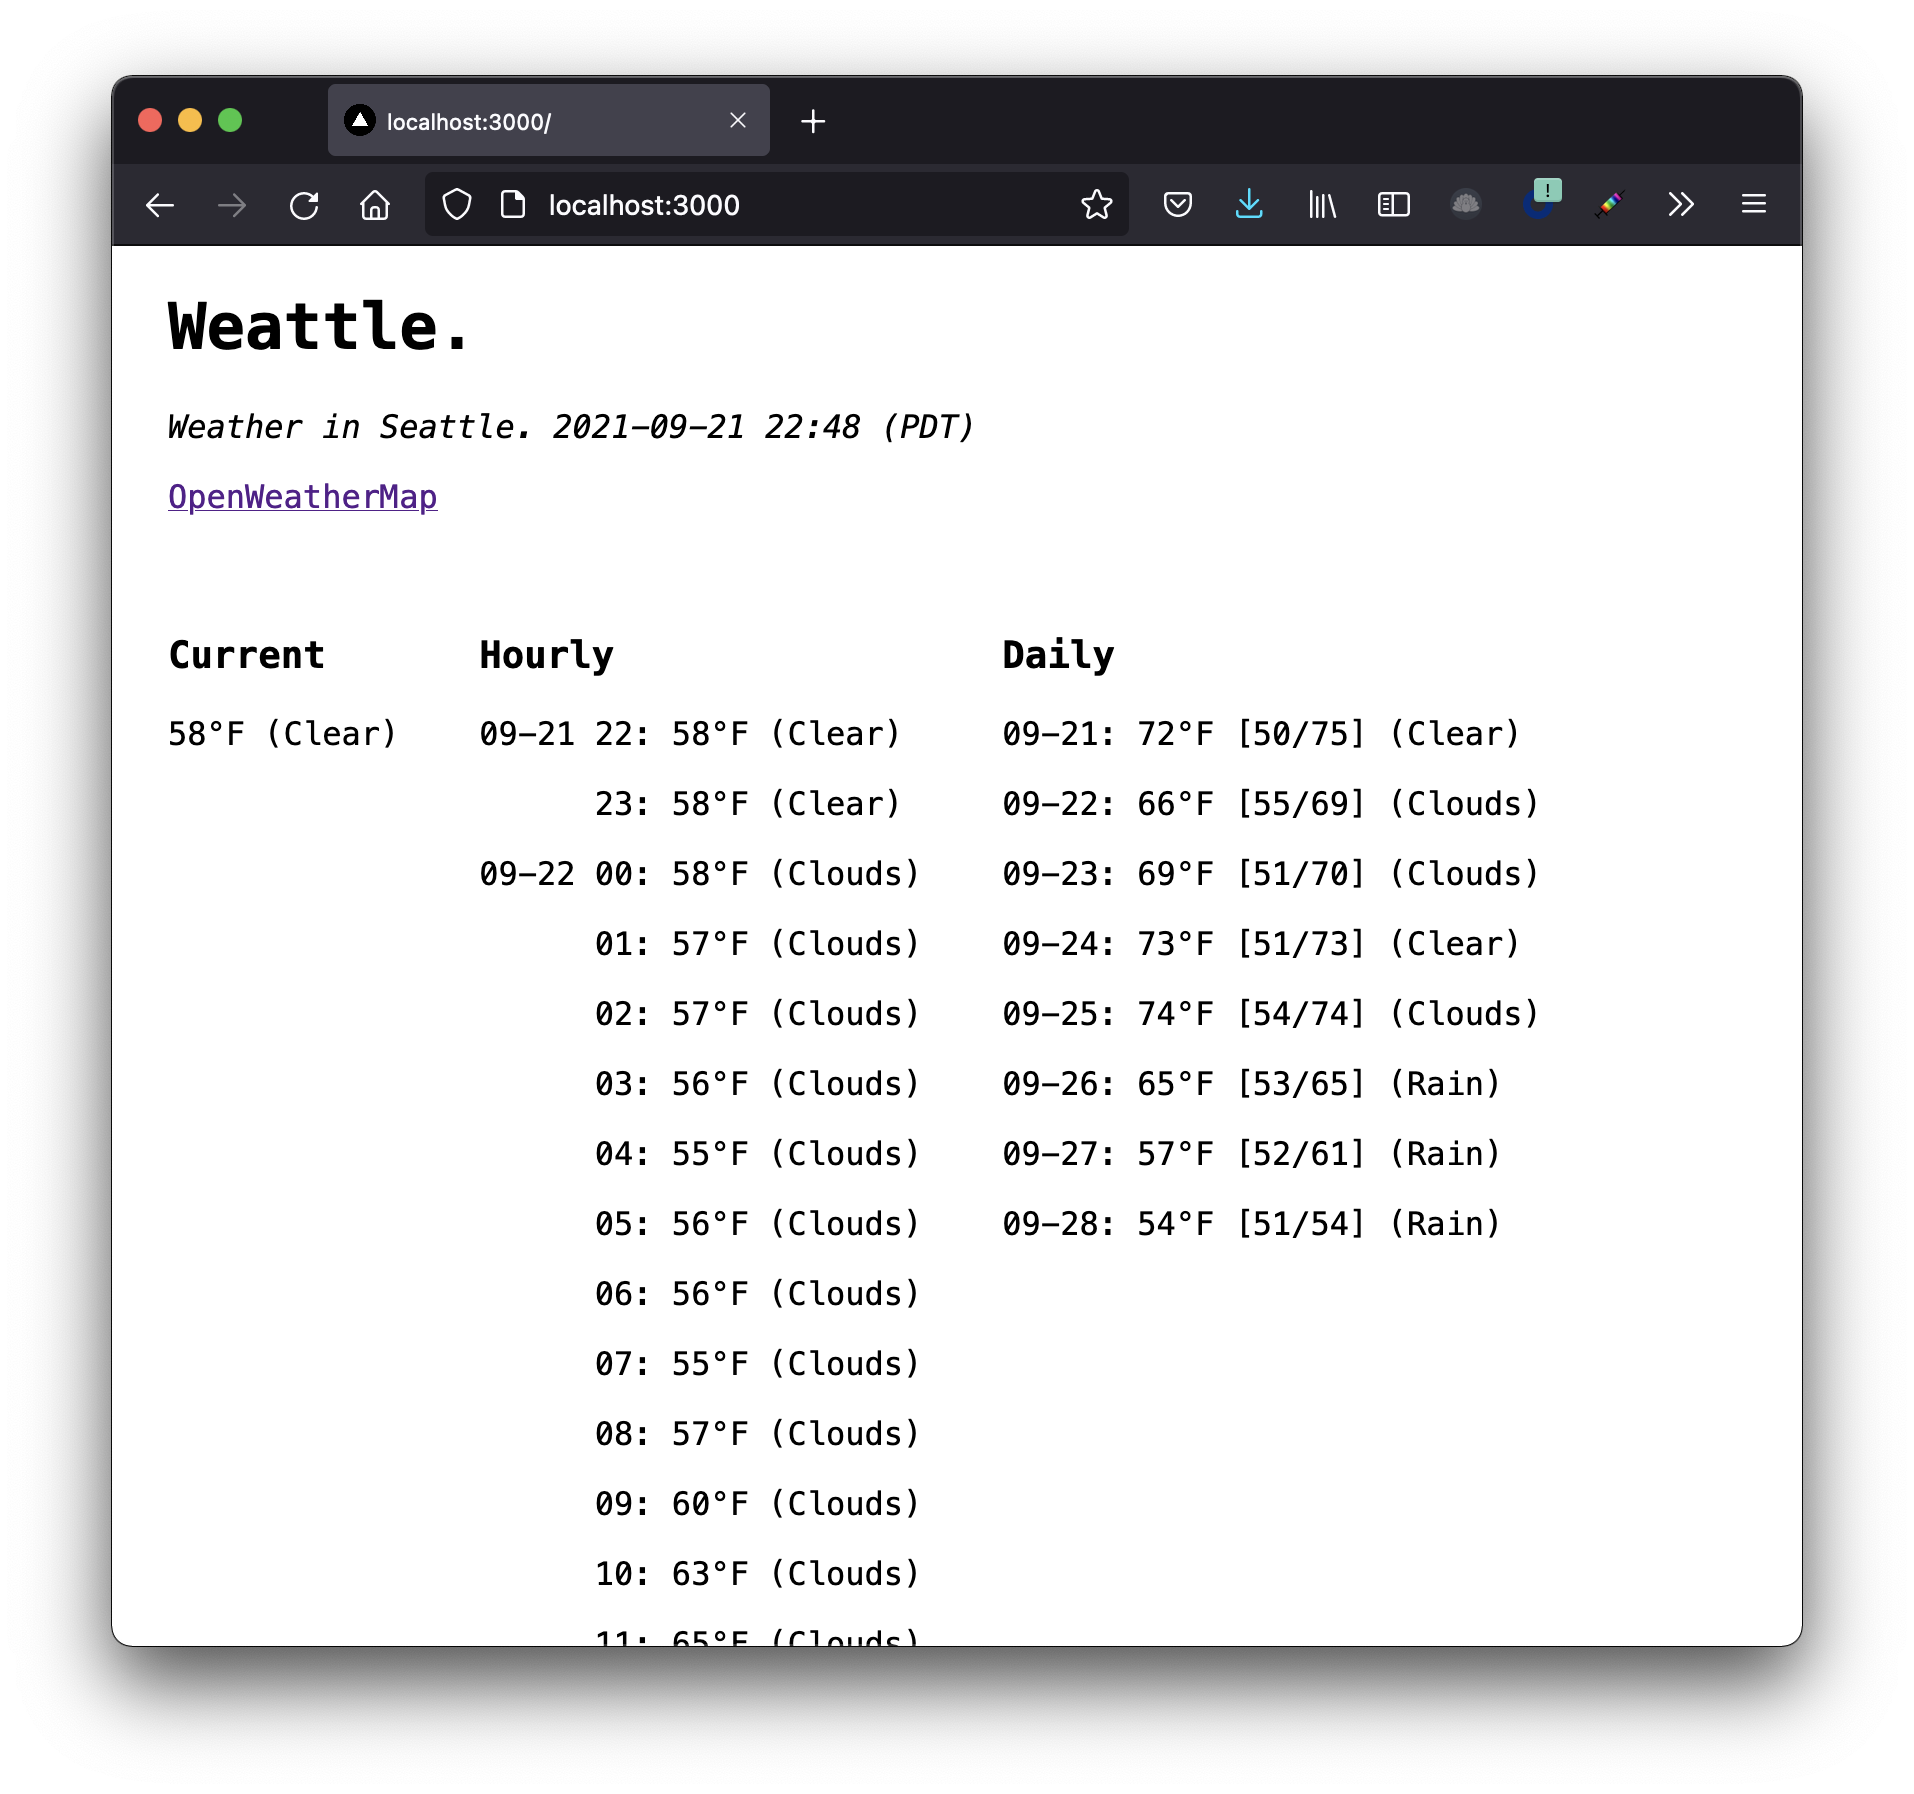 localhost:3000/
localhost:3000
Weattle.
Weather in Seattle. 2021-09-21 22:48 (PDT)
OpenWeatherMap
Current
58°F (Clear)
Hourly
09-21 22: 58°F (Clear)
23: 58°F (Clear)
09-22 00: 58°F (Clouds)
01: 57°F (Clouds)
02: 57°F (Clouds)
03: 56°F (Clouds)
04: 55°F (Clouds)
05: 56°F (Clouds)
06: 56°F (Clouds)
07: 55°F (Clouds)
08: 57°F (Clouds)
09: 60°F (Clouds)
10: 63°F (Clouds)
11: 65°F (Clouds)
Daily
09-21: 72°F [50/75] (Clear)
09-22: 66°F [55/69] (Clouds)
09-23: 69°F [51/70] (Clouds)
09-24: 73°F [51/73] (Clear)
09-25: 74°F [54/74] (Clouds)
09-26: 65°F [53/65] (Rain)
09-27: 57°F [52/61] (Rain)
09-28: 54°F [51/54] (Rain)